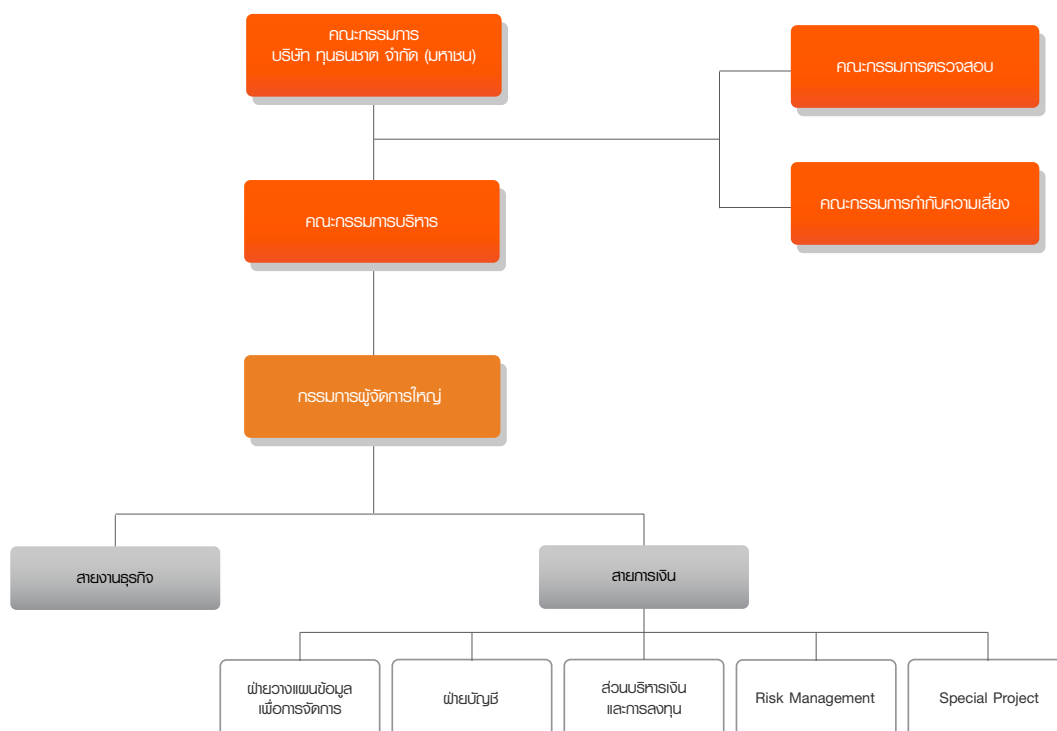 คณะกรรมการ
บริษัท ทุนธนชาต จำกัด (มหาชน)
คณะกรรมการตรวจสอบ
คณะกรรมการกำกับความเสี่ยง
คณะกรรมการบริหาร
กรรมการผู้จัดการใหญ่
สายงานธุรกิจ
สายการเงิน
ฝ่ายวางแผนข้อมูล
เพื่อการจัดการ
ฝ่ายบัญชี
ส่วนบริหารเงิน
และการลงทุน
Risk Management
Special Project